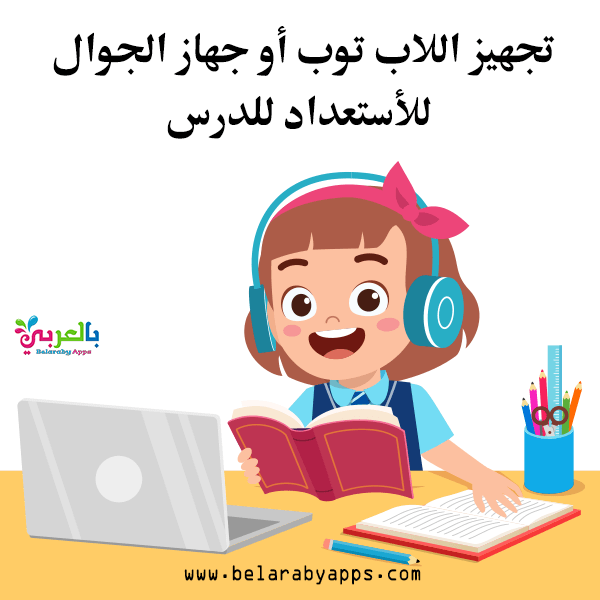 تجهيز اللاب توب أو جهاز الجوال
للأستعداد للدرس
بالعربي
Belaraby Apps
www.belarabyapps.com